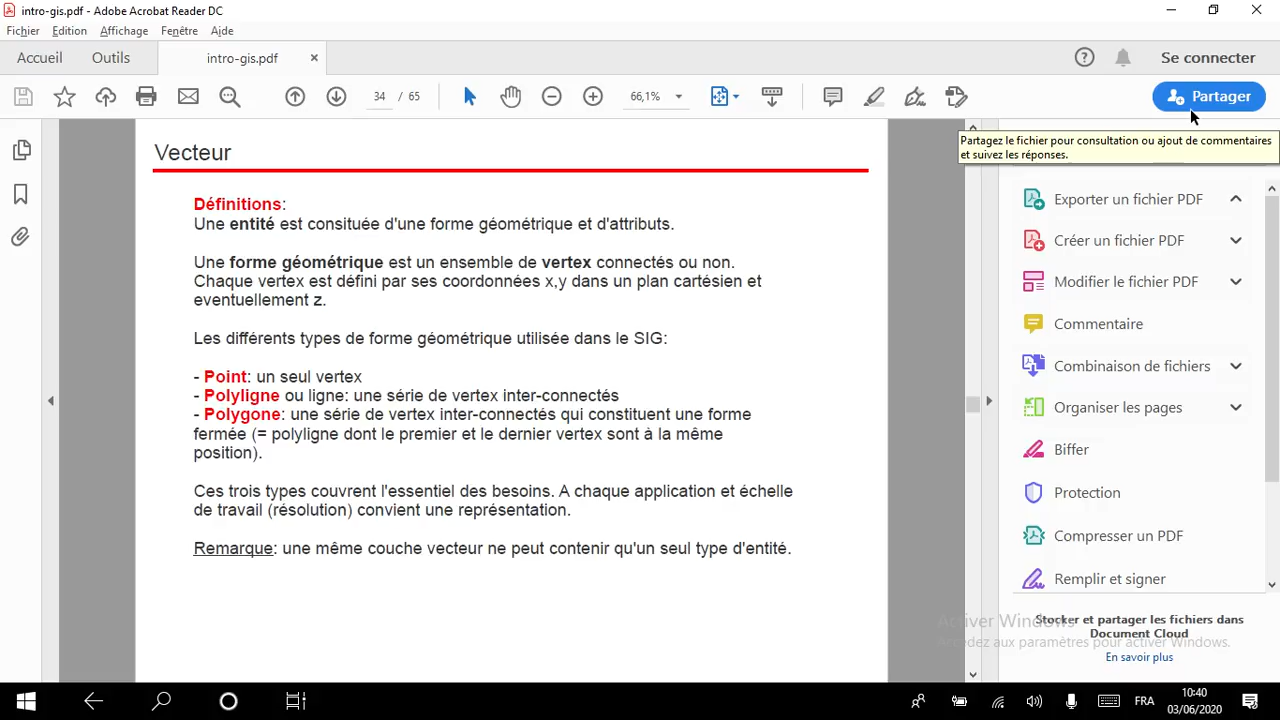 intro-gis.pdf - Adobe Acrobat Reader DC
Fichier Edition Affichage Fenêtre Aide
Accueil Outils intro-gis.pdf × Se connecter
34 / 65 66,1% Partager
Partagez le fichier pour consultation ou ajout de commentaires
et suivez les réponses.
Vecteur
Définitions:
Une entité est consituée d'une forme géométrique et d'attributs.
Une forme géométrique est un ensemble de vertex connectés ou non.
Chaque vertex est défini par ses coordonnées x,y dans un plan cartésien et
eventuellement z.
Les différents types de forme géométrique utilisée dans le SIG:
- Point: un seul vertex
- Polyligne ou ligne: une série de vertex inter-connectés
- Polygone: une série de vertex inter-connectés qui constituent une forme
fermée (= polyligne dont le premier et le dernier vertex sont à la même
position).
Ces trois types couvrent l'essentiel des besoins. A chaque application et échelle
de travail (résolution) convient une représentation.
Remarque: une même couche vecteur ne peut contenir qu'un seul type d'entité.
Exporter un fichier PDF
Créer un fichier PDF
Modifier le fichier PDF
Commentaire
Combinaison de fichiers
Organiser les pages
Biffer
Protection
Compresser un PDF
Remplir et signer
Stocker et partager les fichiers dans
Document Cloud
En savoir plus
Activer Windows
Accédez aux paramètres pour activer Windows.
FRA
10:40
03/06/2020